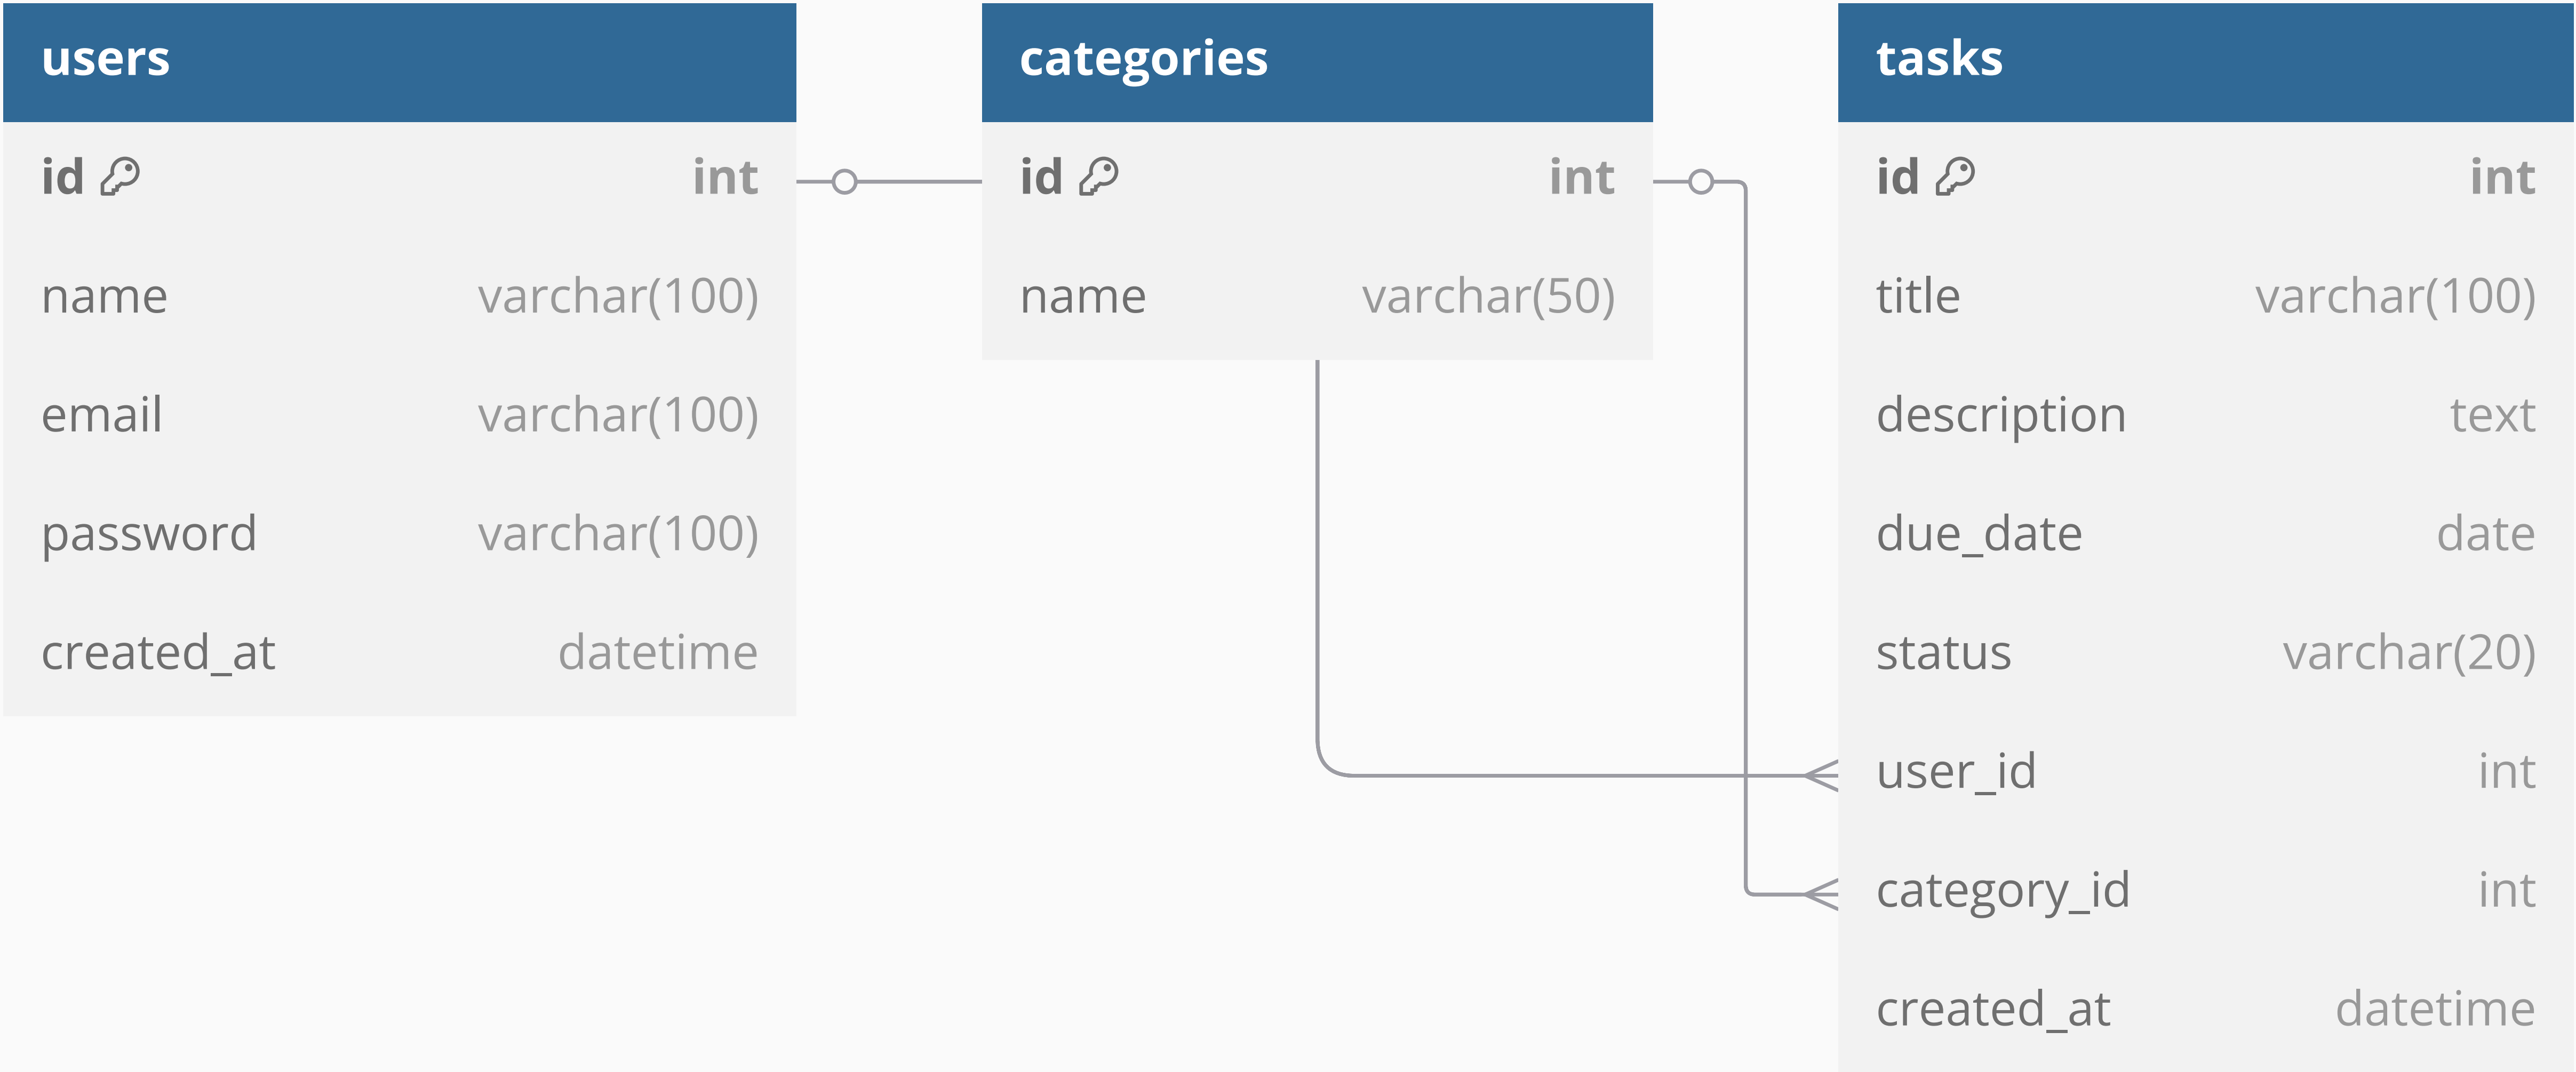 users
id int
name varchar(100)
email varchar(100)
password varchar(100)
created_at datetime
categories
id int
name varchar(50)
tasks
id int
title varchar(100)
description text
due_date date
status varchar(20)
user_id int
category_id int
created_at datetime